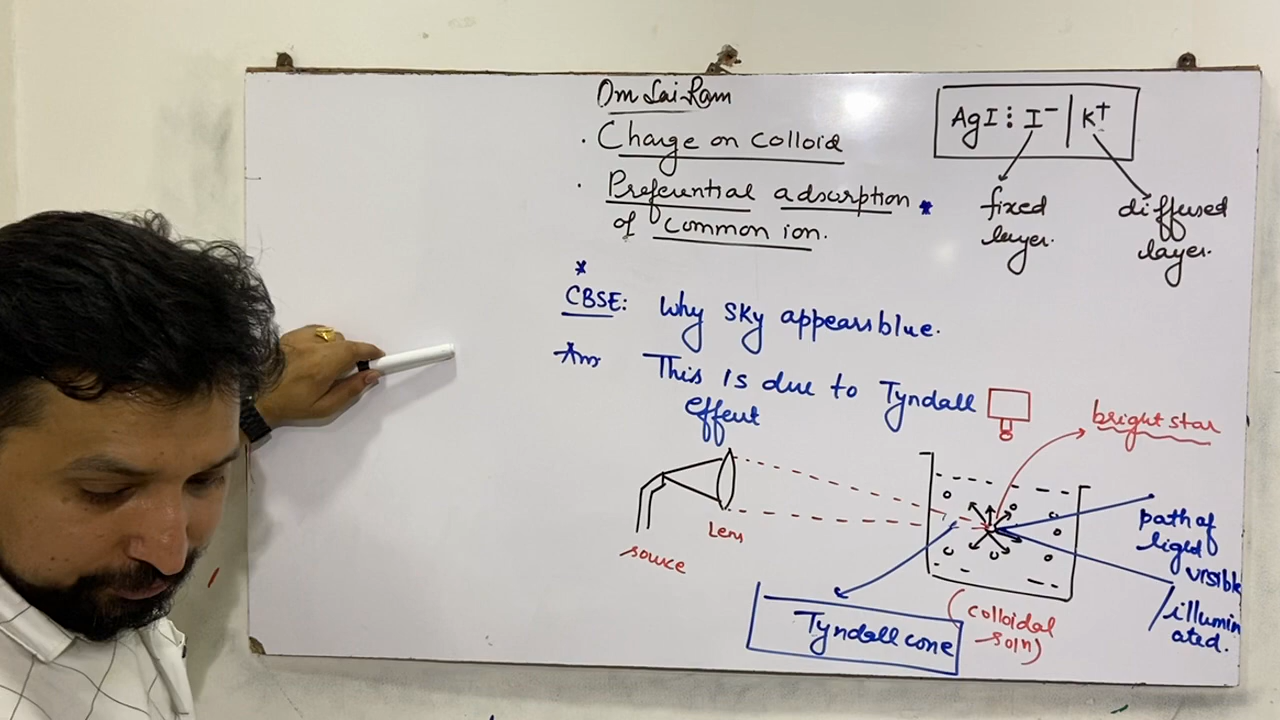 Om Sai Ram
. Charge on Colloid
. Preferential adsorption *
of common ion.
AgI ⋮ I⁻ | K⁺
fixed
layer.
diffused
layer.
*
CBSE: Why Sky appears blue.
Ans This is due to Tyndall
effect
bright star
Lens
source
path of
light
visible
/ illumin
ated.
Tyndall cone
(colloidal
soln)